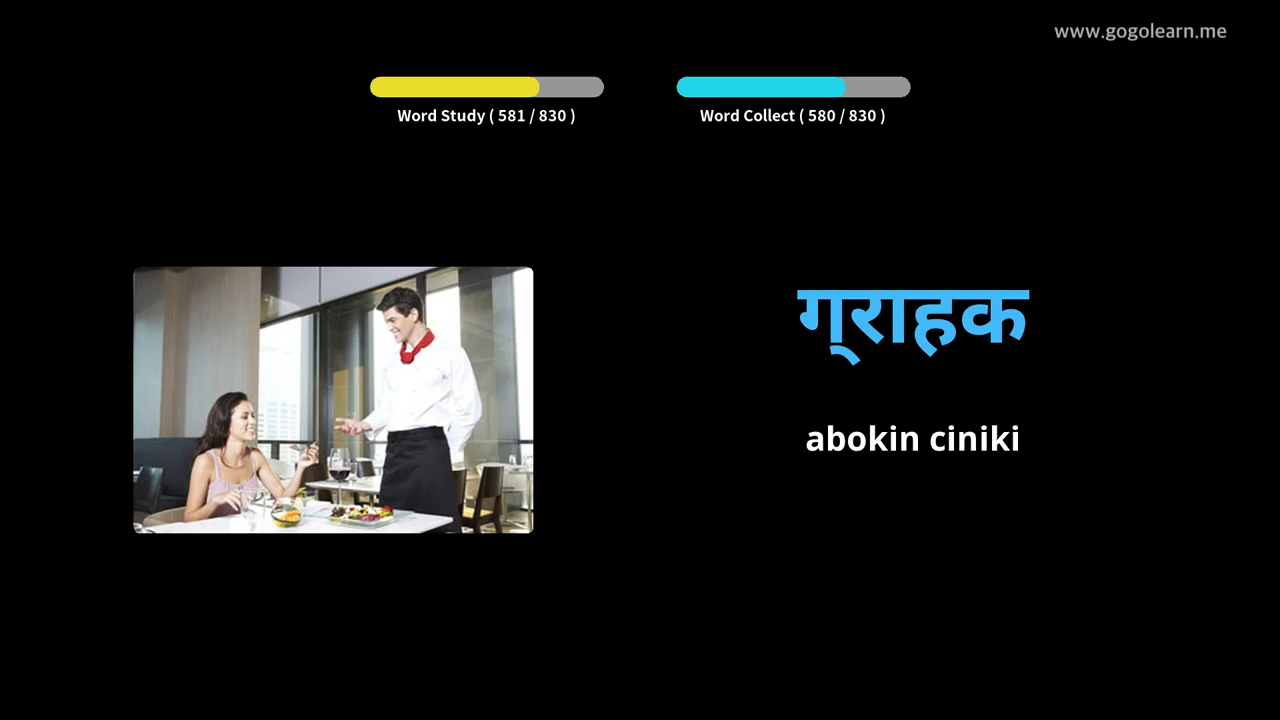 www.gogolearn.me
Word Study ( 581 / 830 )
Word Collect ( 580 / 830 )
ग्राहक
abokin ciniki